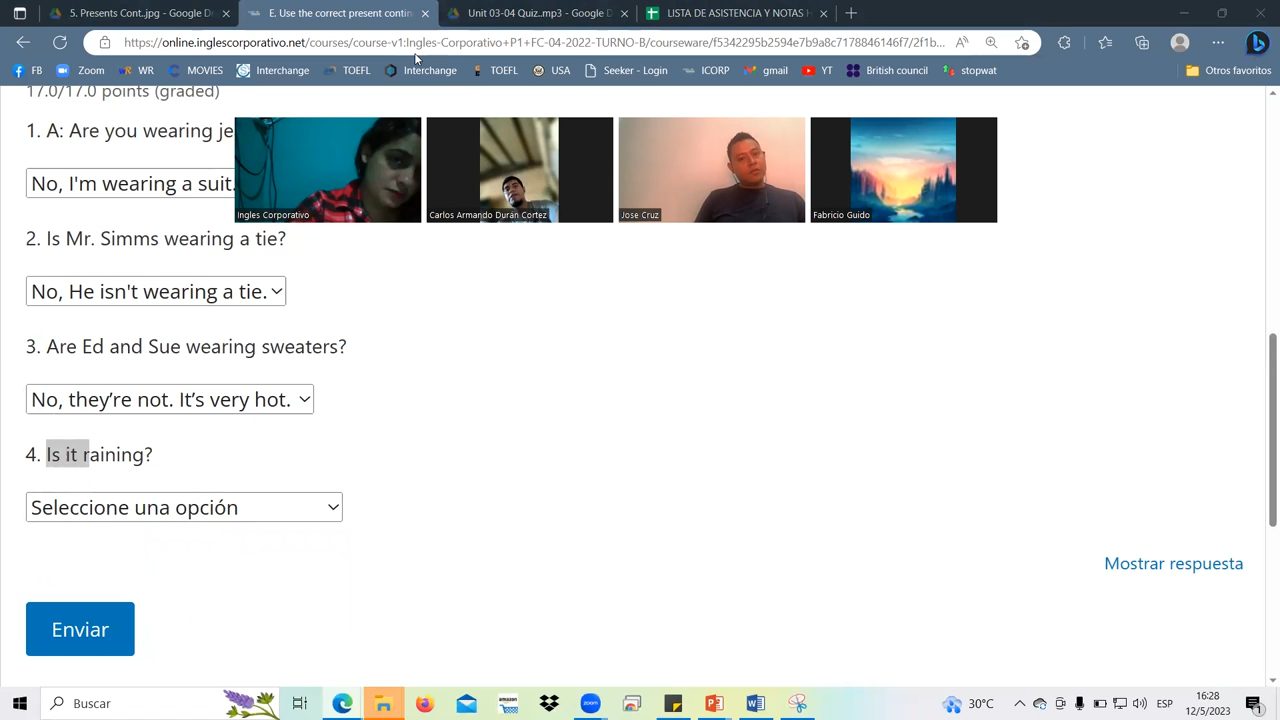 5. Presents Cont.jpg - Google D
E. Use the correct present contin
Unit 03-04 Quiz..mp3 - Google D
LISTA DE ASISTENCIA Y NOTAS H
https://online.inglescorporativo.net/courses/course-v1:Ingles-Corporativo+P1+FC-04-2022-TURNO-B/courseware/f5342295b2594e7b9a8c7178846146f7/2f1b...
FB
Zoom
WR
MOVIES
Interchange
TOEFL
Interchange
TOEFL
USA
Seeker - Login
ICORP
gmail
YT
British council
stopwat
Otros favoritos
17.0/17.0 points (graded)
1. A: Are you wearing je
No, I'm wearing a suit.
Ingles Corporativo
Carlos Armando Durán Cortez
Jose Cruz
Fabricio Guido
2. Is Mr. Simms wearing a tie?
No, He isn't wearing a tie.
3. Are Ed and Sue wearing sweaters?
No, they’re not. It’s very hot.
4. Is it raining?
Seleccione una opción
Mostrar respuesta
Enviar
Buscar
30°C
ESP
16:28
12/5/2023